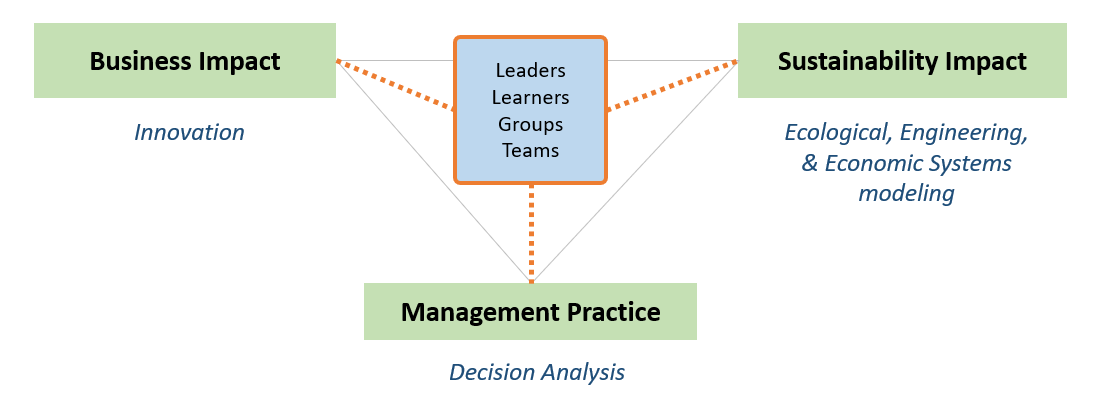 Business Impact
Innovation
Leaders
Learners
Groups
Teams
Sustainability Impact
Ecological, Engineering,
& Economic Systems
modeling
Management Practice
Decision Analysis